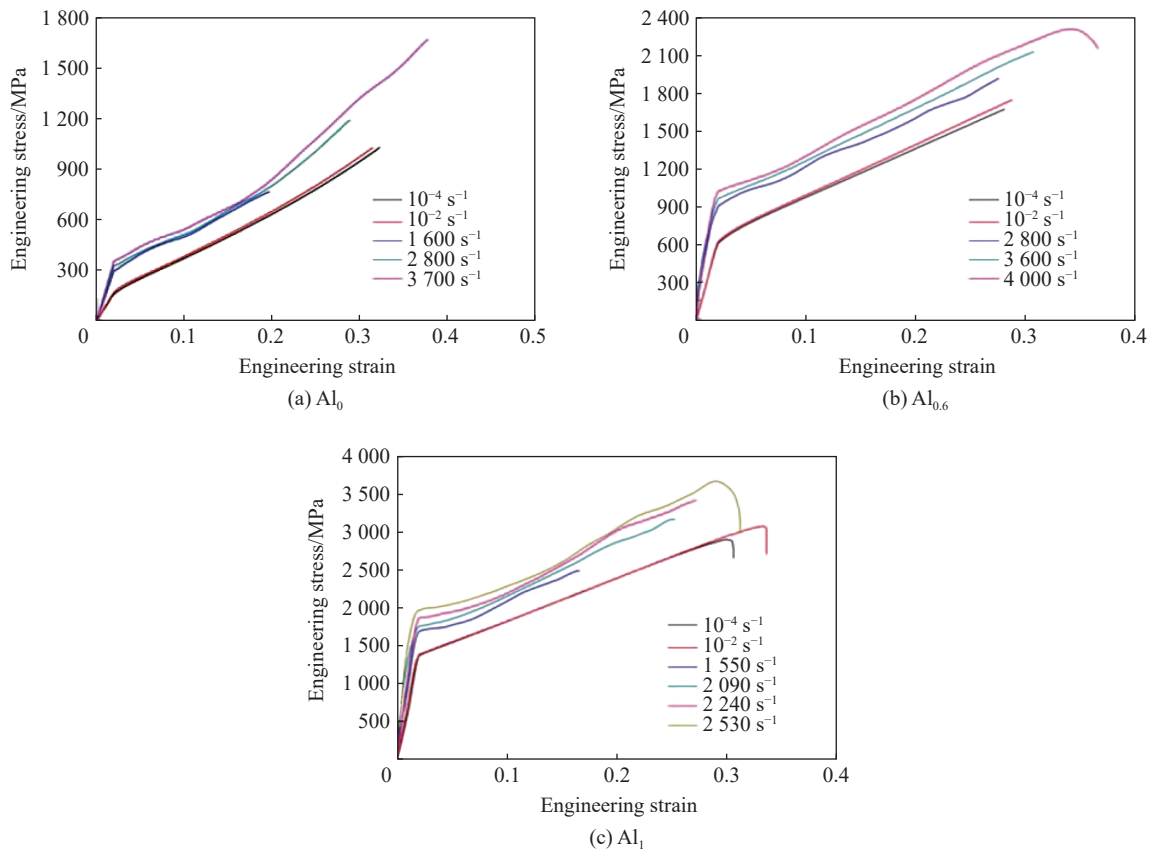 1 800
1 500
1 200
900
600
300
0
0.1
0.2
0.3
0.4
0.5
Engineering stress/MPa
Engineering strain
10⁻⁴ s⁻¹
10⁻² s⁻¹
1 600 s⁻¹
2 800 s⁻¹
3 700 s⁻¹
(a) Al₀
2 400
2 100
1 800
1 500
1 200
900
600
300
0
0.1
0.2
0.3
0.4
Engineering stress/MPa
Engineering strain
10⁻⁴ s⁻¹
10⁻² s⁻¹
2 800 s⁻¹
3 600 s⁻¹
4 000 s⁻¹
(b) Al₀.₆
4 000
3 500
3 000
2 500
2 000
1 500
1 000
500
0
0.1
0.2
0.3
0.4
Engineering stress/MPa
Engineering strain
10⁻⁴ s⁻¹
10⁻² s⁻¹
1 550 s⁻¹
2 090 s⁻¹
2 240 s⁻¹
2 530 s⁻¹
(c) Al₁